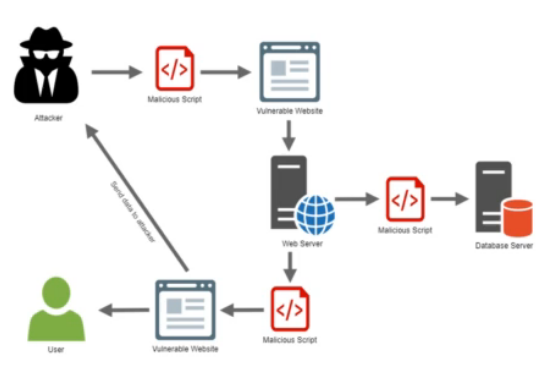 </>
Malicious Script
Attacker
Vulnerable Website
Send data to attacker
Web Server
</>
Malicious Script
Database Server
</>
Malicious Script
Vulnerable Website
User